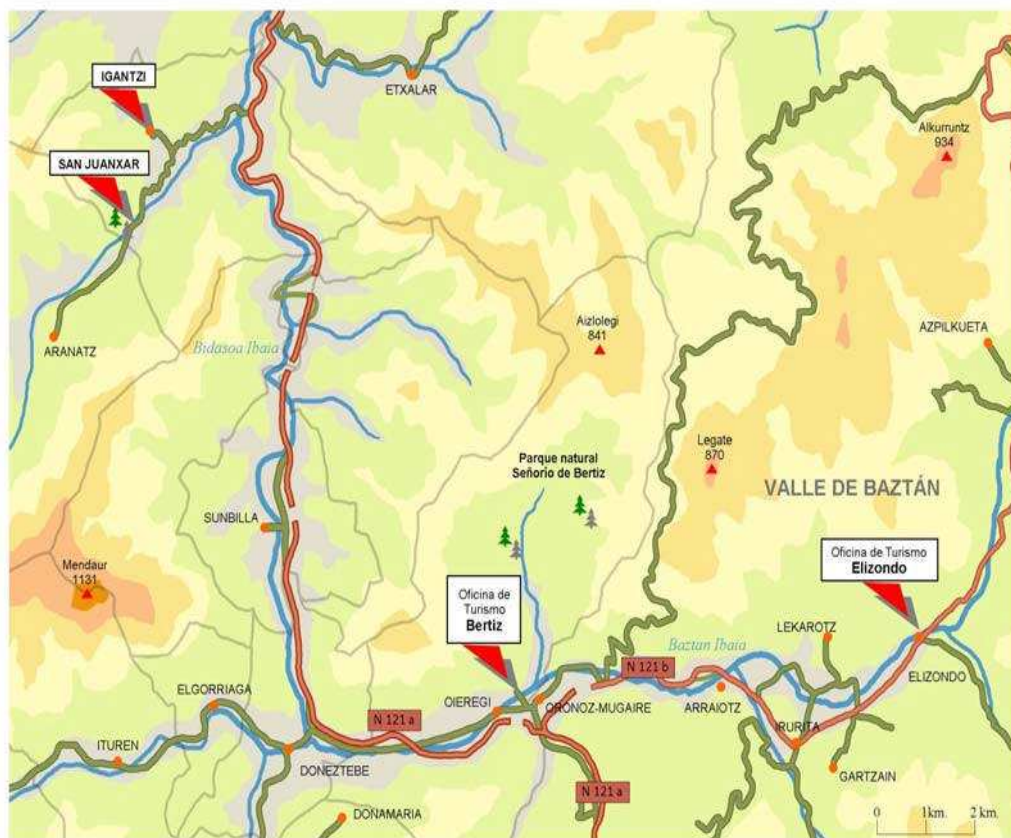 IGANTZI
ETXALAR
Alkurruntz
934
SAN JUANXAR
Aizlolegi
841
AZPILKUETA
ARANATZ
Bidasoa Ibaia
Legate
870
Parque natural
Señorío de Bertiz
VALLE DE BAZTÁN
SUNBILLA
Mendaur
1131
Oficina de Turismo
Elizondo
Oficina de
Turismo
Bertiz
LEKAROTZ
Baztan Ibaia
N 121 b
ELIZONDO
ELGORRIAGA
OIEREGI
ORONOZ-MUGAIRE
ARRAIOTZ
N 121 a
IRURITA
ITUREN
DONEZTEBE
GARTZAIN
N 121 a
DONAMARIA
0 1km. 2 km.